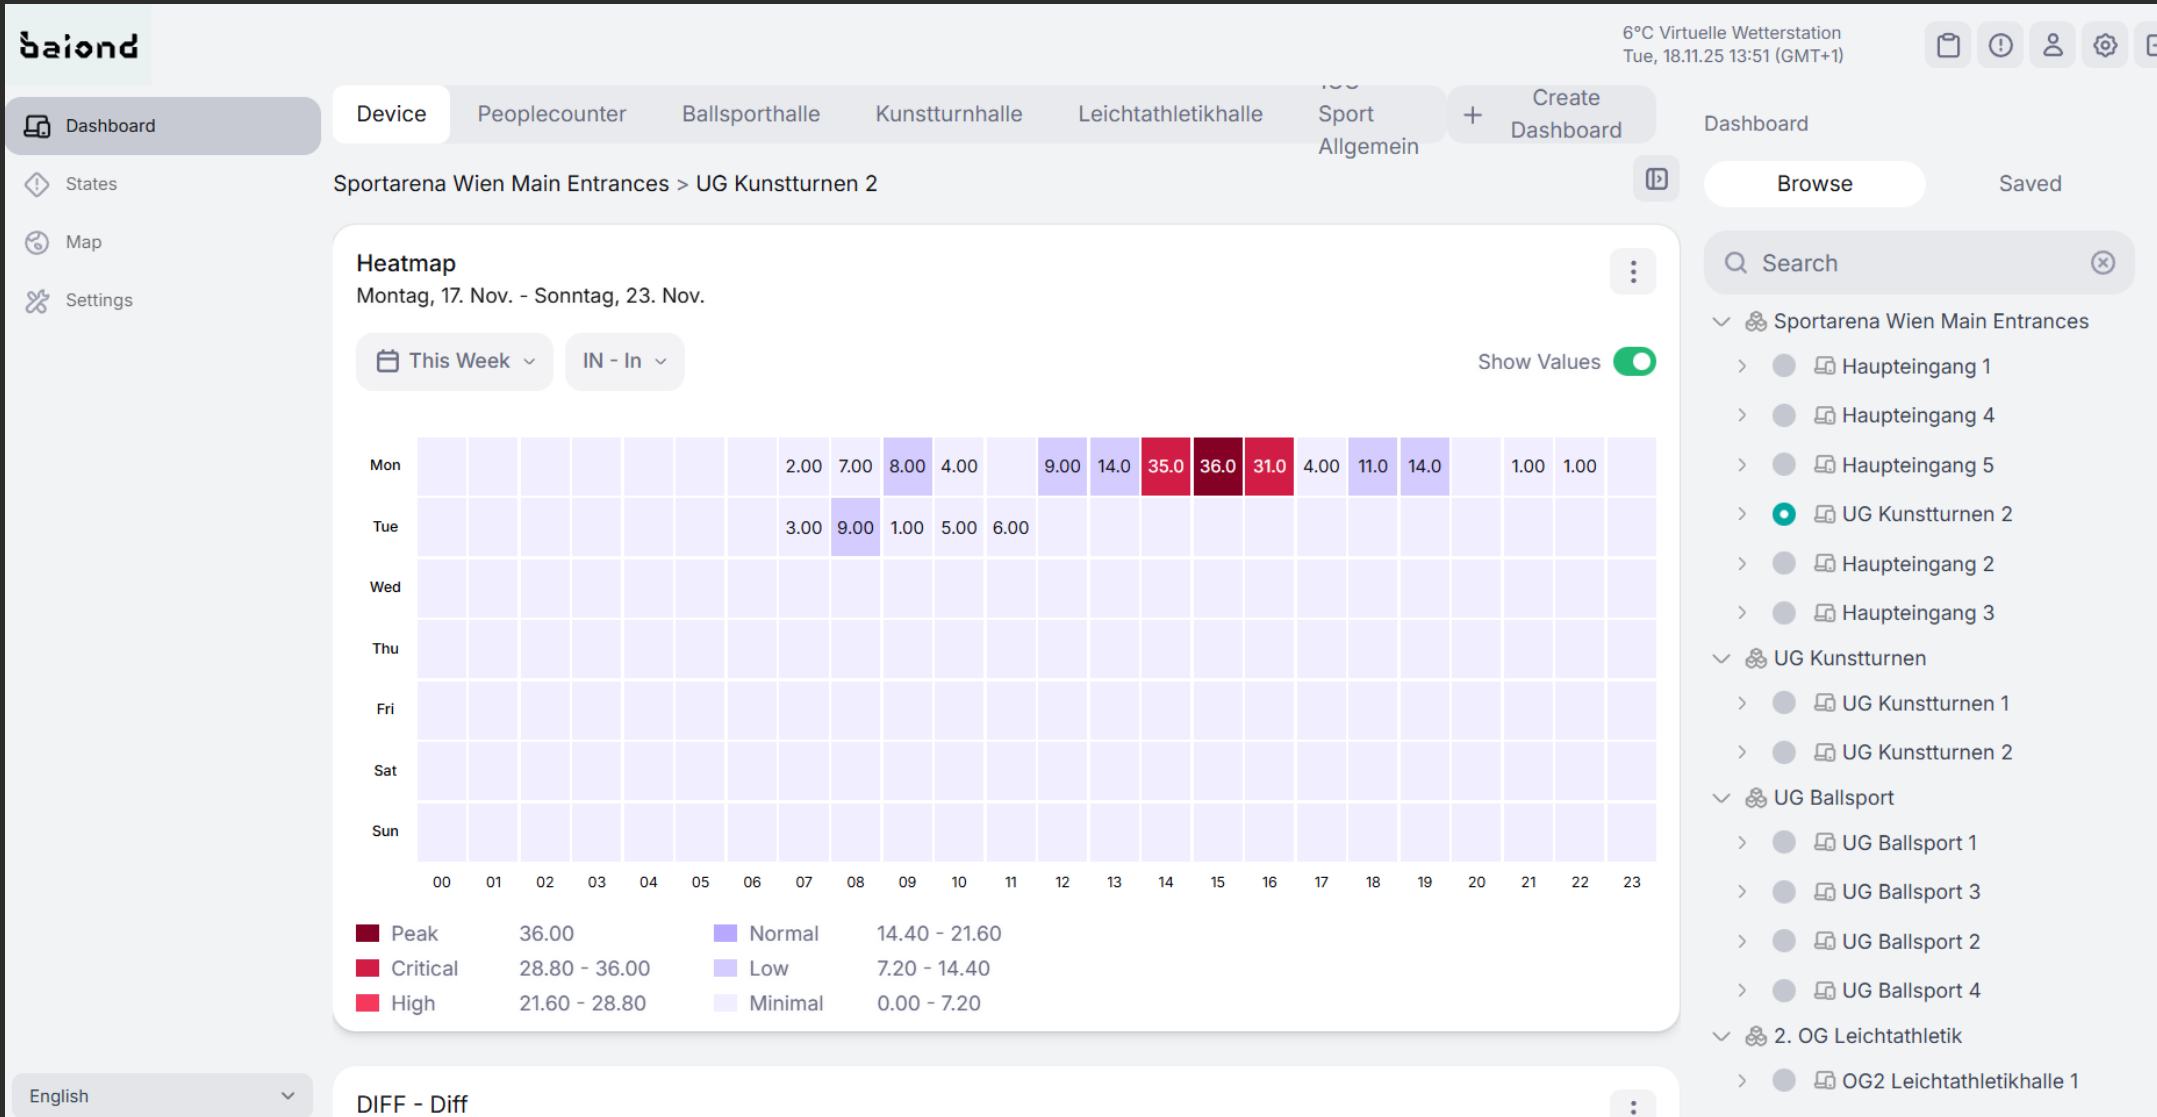 baiond
6°C Virtuelle Wetterstation
Tue, 18.11.25 13:51 (GMT+1)
Dashboard
States
Map
Settings
English
Device
Peoplecounter
Ballsporthalle
Kunstturnhalle
Leichtathletikhalle
Sport
Allgemein
+ Create
Dashboard
Sportarena Wien Main Entrances > UG Kunstturnen 2
Heatmap
Montag, 17. Nov. - Sonntag, 23. Nov.
This Week
IN - In
Show Values
Mon 2.00 7.00 8.00 4.00 9.00 14.0 35.0 36.0 31.0 4.00 11.0 14.0 1.00 1.00
Tue 3.00 9.00 1.00 5.00 6.00
Wed
Thu
Fri
Sat
Sun
00 01 02 03 04 05 06 07 08 09 10 11 12 13 14 15 16 17 18 19 20 21 22 23
Peak 36.00 Normal 14.40 - 21.60
Critical 28.80 - 36.00 Low 7.20 - 14.40
High 21.60 - 28.80 Minimal 0.00 - 7.20
DIFF - Diff
Dashboard
Browse
Saved
Search
Sportarena Wien Main Entrances
Haupteingang 1
Haupteingang 4
Haupteingang 5
UG Kunstturnen 2
Haupteingang 2
Haupteingang 3
UG Kunstturnen
UG Kunstturnen 1
UG Kunstturnen 2
UG Ballsport
UG Ballsport 1
UG Ballsport 3
UG Ballsport 2
UG Ballsport 4
2. OG Leichtathletik
OG2 Leichtathletikhalle 1